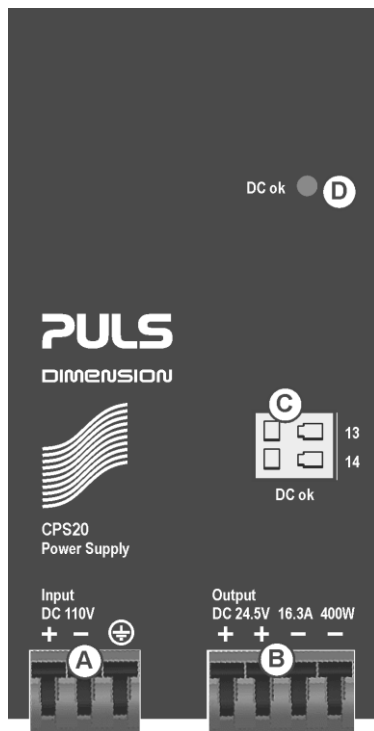 DC ok D
PULS
DIMENSION
C
13
14
DC ok
CPS20
Power Supply
Input
DC 110V
+ −
A
Output
DC 24.5V 16.3A 400W
+ + − −
B